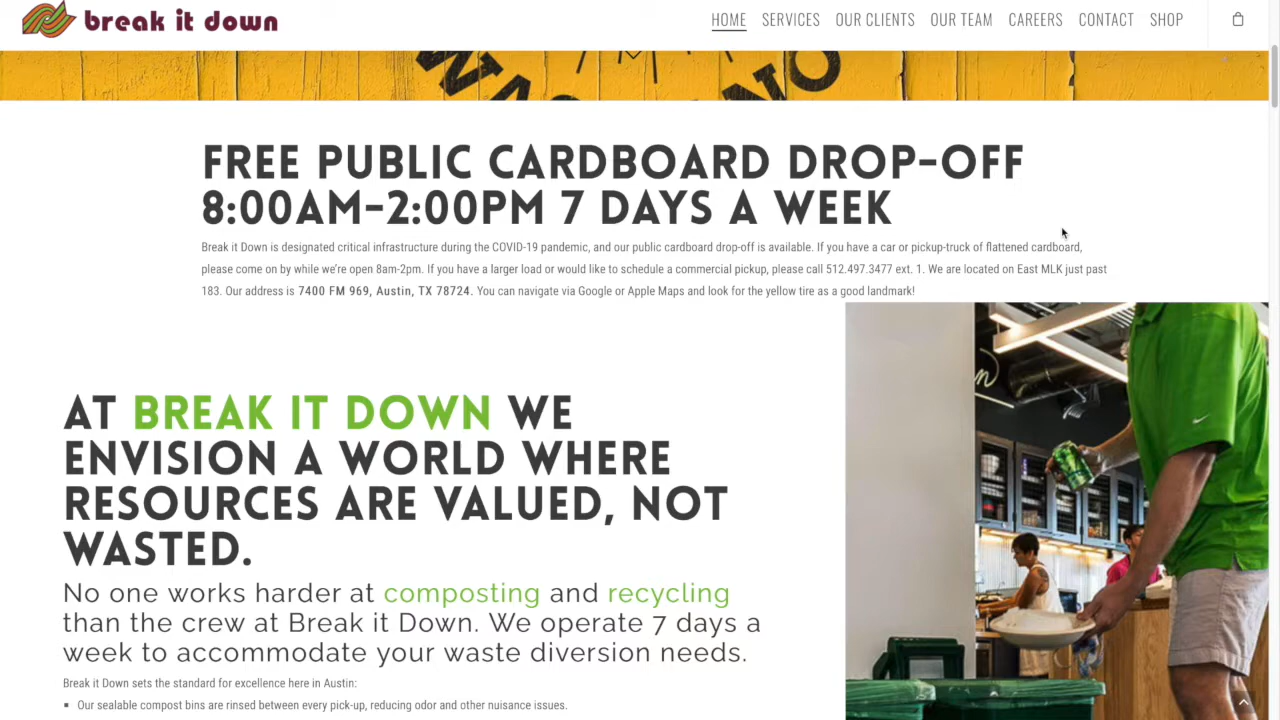 break it down
HOME SERVICES OUR CLIENTS OUR TEAM CAREERS CONTACT SHOP
FREE PUBLIC CARDBOARD DROP-OFF
8:00AM-2:00PM 7 DAYS A WEEK
Break it Down is designated critical infrastructure during the COVID-19 pandemic, and our public cardboard drop-off is available. If you have a car or pickup-truck of flattened cardboard,
please come on by while we're open 8am-2pm. If you have a larger load or would like to schedule a commercial pickup, please call 512.497.3477 ext. 1. We are located on East MLK just past
183. Our address is 7400 FM 969, Austin, TX 78724. You can navigate via Google or Apple Maps and look for the yellow tire as a good landmark!
AT BREAK IT DOWN WE
ENVISION A WORLD WHERE
RESOURCES ARE VALUED, NOT
WASTED.
No one works harder at composting and recycling
than the crew at Break it Down. We operate 7 days a
week to accommodate your waste diversion needs.
Break it Down sets the standard for excellence here in Austin:
▪ Our sealable compost bins are rinsed between every pick-up, reducing odor and other nuisance issues.